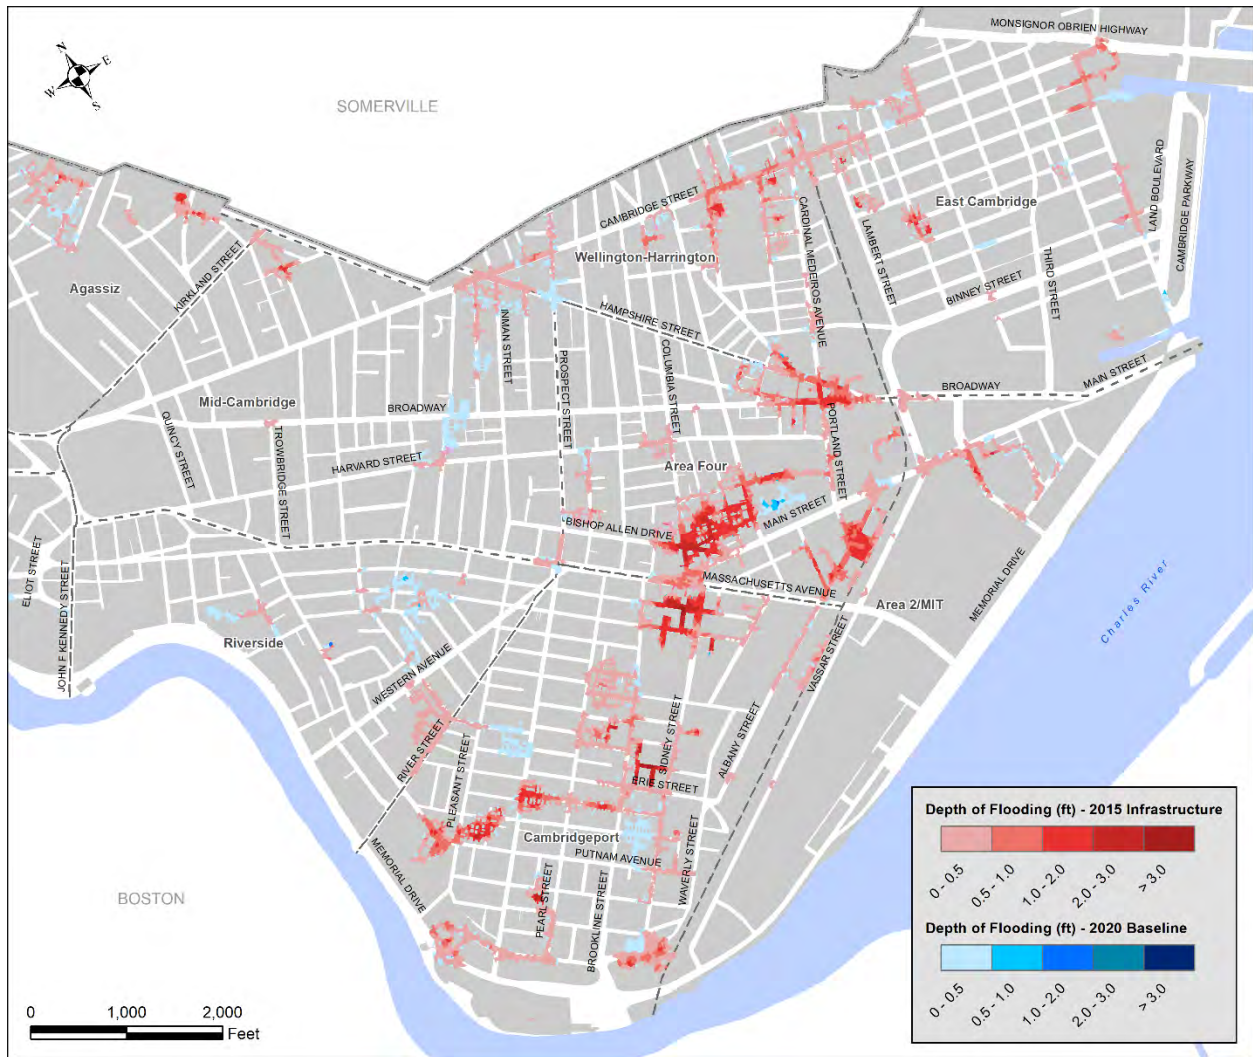 MONSIGNOR OBRIEN HIGHWAY
N
E
W
S
SOMERVILLE
LAND BOULEVARD
CAMBRIDGE PARKWAY
CAMBRIDGE STREET
East Cambridge
CARDINAL MEDEIROS AVENUE
LAMBERT STREET
KIRKLAND STREET
Wellington-Harrington
THIRD STREET
Agassiz
BINNEY STREET
HAMPSHIRE STREET
INMAN STREET
PROSPECT STREET
COLUMBIA STREET
MAIN STREET
BROADWAY
Mid-Cambridge
BROADWAY
QUINCY STREET
TROWBRIDGE STREET
PORTLAND STREET
HARVARD STREET
Area Four
MAIN STREET
BISHOP ALLEN DRIVE
ELIOT STREET
JOHN F KENNEDY STREET
MASSACHUSETTS AVENUE
Area 2/MIT
MEMORIAL DRIVE
Charles River
Riverside
WESTERN AVENUE
VASSAR STREET
SIDNEY STREET
ALBANY STREET
RIVER STREET
PLEASANT STREET
ERIE STREET
Cambridgeport
MEMORIAL DRIVE
PUTNAM AVENUE
WAVERLY STREET
PEARL STREET
BROOKLINE STREET
BOSTON
Depth of Flooding (ft) - 2015 Infrastructure
0 - 0.5
0.5 - 1.0
1.0 - 2.0
2.0 - 3.0
> 3.0
Depth of Flooding (ft) - 2020 Baseline
0 - 0.5
0.5 - 1.0
1.0 - 2.0
2.0 - 3.0
> 3.0
0 1,000 2,000
Feet